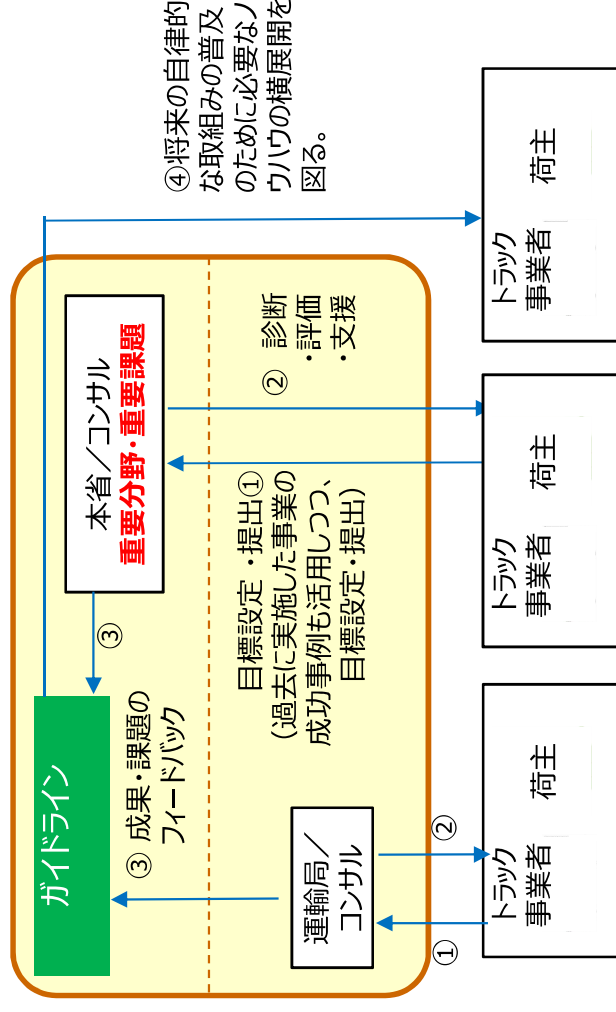 ガイドライン
③
本省／コンサル
重要分野・重要課題
③ 成果・課題の
フィードバック
④将来の自律的
な取組みの普及
のために必要なノ
ウハウの横展開を
図る。
運輸局／
コンサル
目標設定・提出①
（過去に実施した事業の
成功事例も活用しつつ、
目標設定・提出）
② 診断
・評価
・支援
①
②
トラック
事業者
荷主
トラック
事業者
荷主
トラック
事業者
荷主